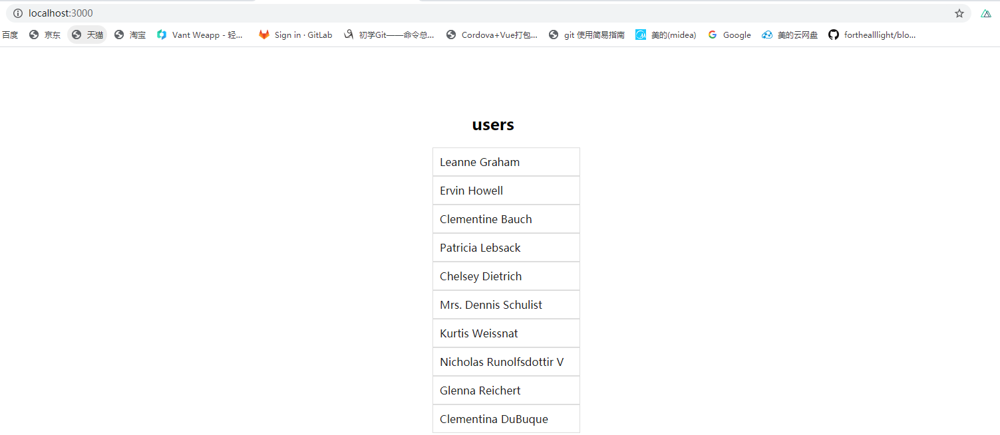 localhost:3000
百度 京东 天猫 淘宝 Vant Weapp - 轻... Sign in · GitLab 初学Git——命令总... Cordova+Vue打包... git 使用简易指南 美的(midea) Google 美的云网盘 forthealllight/blo...
users
Leanne Graham
Ervin Howell
Clementine Bauch
Patricia Lebsack
Chelsey Dietrich
Mrs. Dennis Schulist
Kurtis Weissnat
Nicholas Runolfsdottir V
Glenna Reichert
Clementina DuBuque